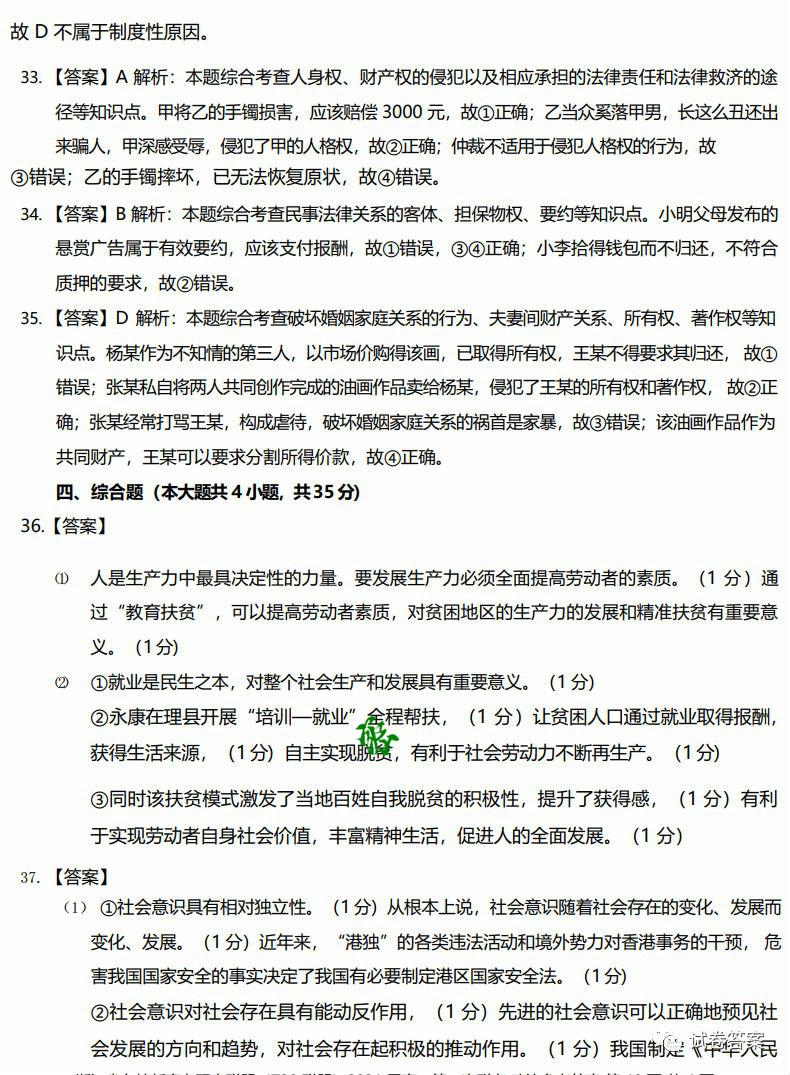 故 D 不属于制度性原因。
33. 【答案】A 解析：本题综合考查人身权、财产权的侵犯以及相应承担的法律责任和法律救济的途
径等知识点。甲将乙的手镯损害，应该赔偿 3000 元，故①正确；乙当众奚落甲男，长这么丑还出
来骗人，甲深感受辱，侵犯了甲的人格权，故②正确；仲裁不适用于侵犯人格权的行为，故
③错误；乙的手镯摔坏，已无法恢复原状，故④错误。
34. 【答案】B 解析：本题综合考查民事法律关系的客体、担保物权、要约等知识点。小明父母发布的
悬赏广告属于有效要约，应该支付报酬，故①错误，③④正确；小李拾得钱包而不归还，不符合
质押的要求，故②错误。
35. 【答案】D 解析：本题综合考查破坏婚姻家庭关系的行为、夫妻间财产关系、所有权、著作权等知
识点。杨某作为不知情的第三人，以市场价购得该画，已取得所有权，王某不得要求其归还， 故①
错误；张某私自将两人共同创作完成的油画作品卖给杨某，侵犯了王某的所有权和著作权， 故②正
确；张某经常打骂王某，构成虐待，破坏婚姻家庭关系的祸首是家暴，故③错误；该油画作品作为
共同财产，王某可以要求分割所得价款，故④正确。
四、综合题（本大题共 4 小题, 共 35 分)
36.【答案】
⑴ 人是生产力中最具决定性的力量。要发展生产力必须全面提高劳动者的素质。（1 分）通
过“教育扶贫”，可以提高劳动者素质，对贫困地区的生产力的发展和精准扶贫有重要意
义。（1 分)
⑵ ①就业是民生之本，对整个社会生产和发展具有重要意义。（1 分）
②永康在理县开展“培训—就业”全程帮扶，（1 分）让贫困人口通过就业取得报酬，
获得生活来源，（1 分）自主实现脱贫，有利于社会劳动力不断再生产。（1 分)
③同时该扶贫模式激发了当地百姓自我脱贫的积极性，提升了获得感，（1 分）有利
于实现劳动者自身社会价值，丰富精神生活，促进人的全面发展。（1 分）
37. 【答案】
（1） ①社会意识具有相对独立性。（1 分）从根本上说，社会意识随着社会存在的变化、发展而
变化、发展。（1 分）近年来，“港独”的各类违法活动和境外势力对香港事务的干预， 危
害我国国家安全的事实决定了我国有必要制定港区国家安全法。（1 分）
②社会意识对社会存在具有能动反作用，（1 分）先进的社会意识可以正确地预见社
会发展的方向和趋势，对社会存在起积极的推动作用。（1 分）我国制定《中华人民
试卷答案